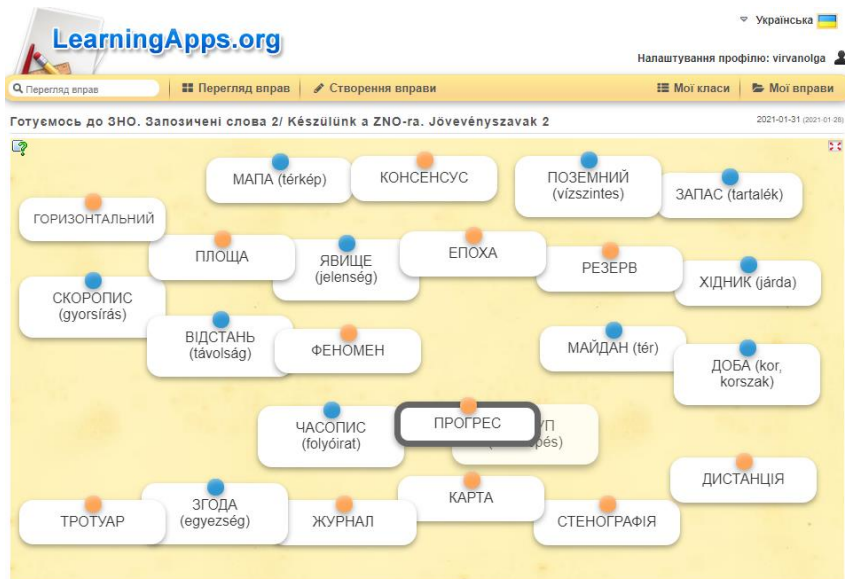 LearningApps.org
Українська
Налаштування профілю: virvanolga
Перегляд вправ
Перегляд вправ
Створення вправи
Мої класи
Мої вправи
Готуємось до ЗНО. Запозичені слова 2/ Készülünk a ZNO-ra. Jövevényszavak 2
2021-01-31 (2021-01-28)
МАПА (térkép)
КОНСЕНСУС
ПОЗЕМНИЙ
(vízszintes)
ЗАПАС (tartalék)
ГОРИЗОНТАЛЬНИЙ
ПЛОЩА
ЯВИЩЕ
(jelenség)
ЕПОХА
РЕЗЕРВ
ХІДНИК (járda)
СКОРОПИС
(gyorsírás)
ВІДСТАНЬ
(távolság)
ФЕНОМЕН
МАЙДАН (tér)
ДОБА (kor,
korszak)
ЧАСОПИС
(folyóirat)
ПРОГРЕС
УП
pés)
ДИСТАНЦІЯ
ТРОТУАР
ЗГОДА
(egyezség)
ЖУРНАЛ
КАРТА
СТЕНОГРАФІЯ